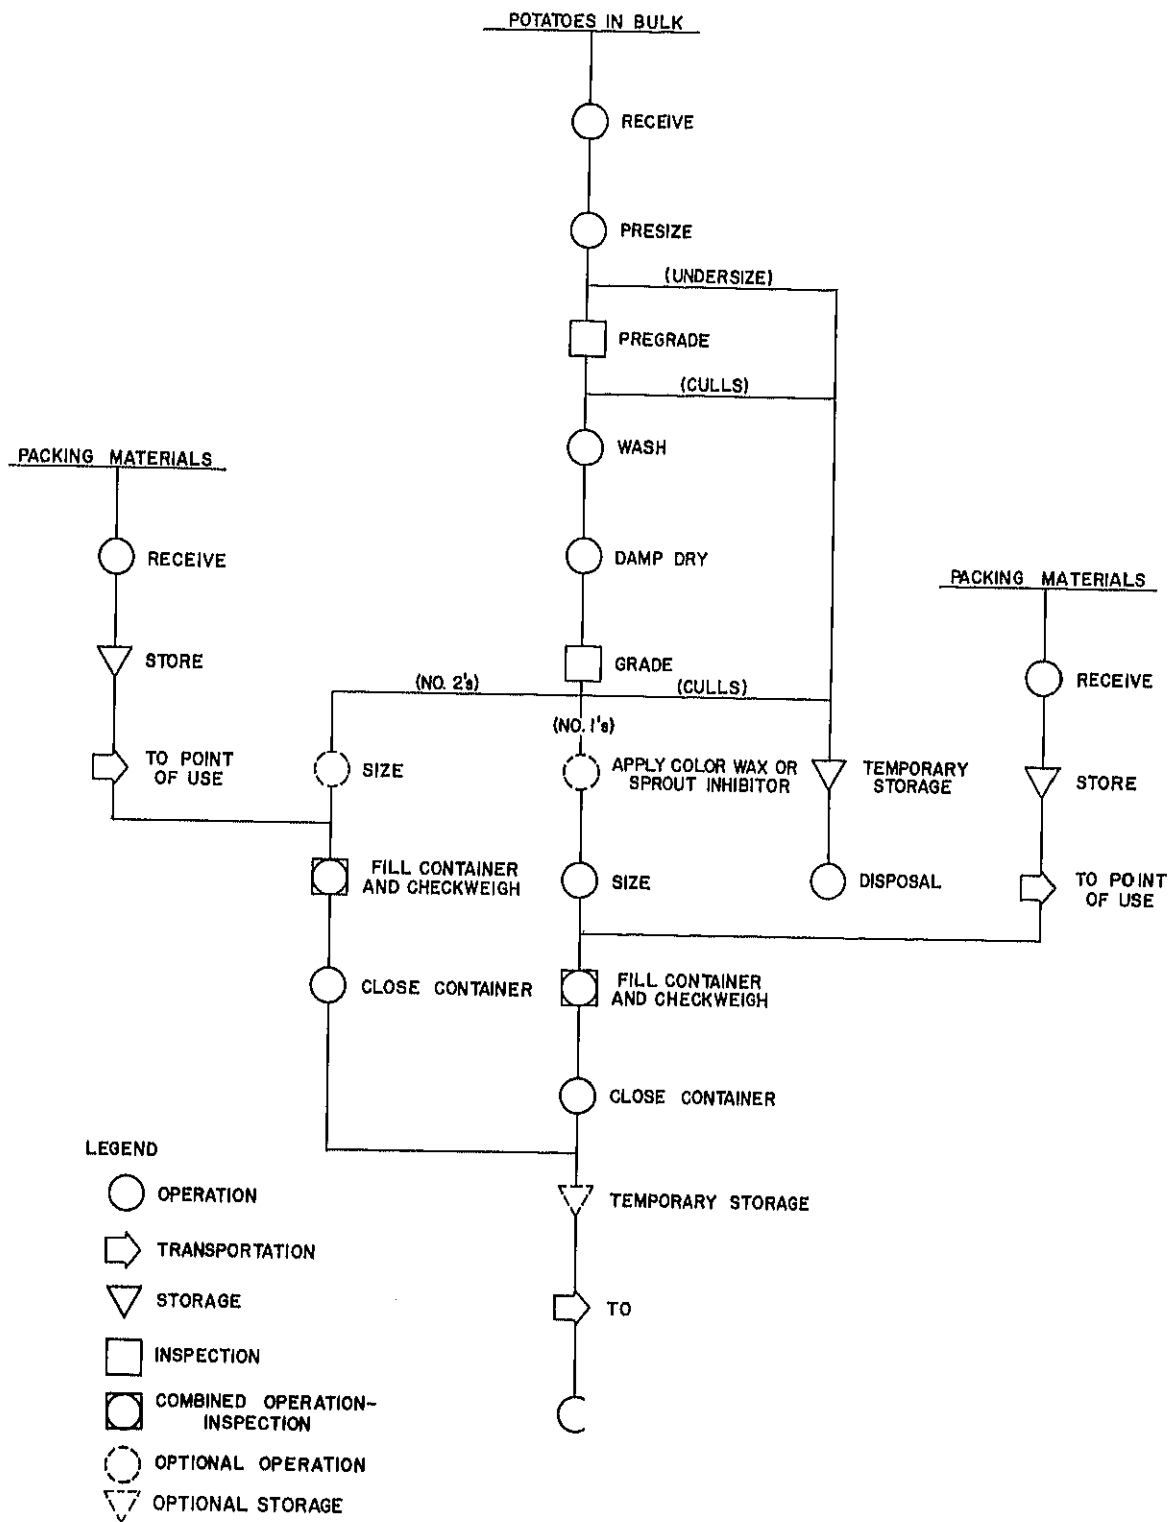 POTATOES IN BULK
RECEIVE
PRESIZE
(UNDERSIZE)
PREGRADE
(CULLS)
WASH
DAMP DRY
GRADE
(NO. 2's)
(CULLS)
(NO. 1's)
PACKING MATERIALS
RECEIVE
STORE
TO POINT
OF USE
SIZE
FILL CONTAINER
AND CHECKWEIGH
CLOSE CONTAINER
APPLY COLOR WAX OR
SPROUT INHIBITOR
SIZE
FILL CONTAINER
AND CHECKWEIGH
CLOSE CONTAINER
TEMPORARY
STORAGE
DISPOSAL
PACKING MATERIALS
RECEIVE
STORE
TO POINT
OF USE
TEMPORARY STORAGE
TO
LEGEND
OPERATION
TRANSPORTATION
STORAGE
INSPECTION
COMBINED OPERATION-
INSPECTION
OPTIONAL OPERATION
OPTIONAL STORAGE